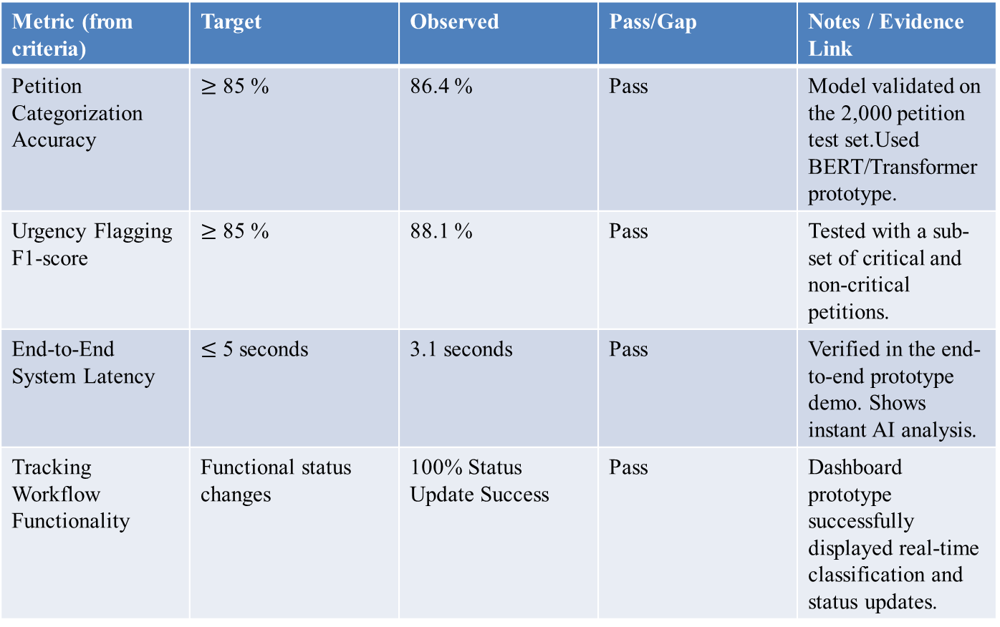 Metric (from
criteria)
Target
Observed
Pass/Gap
Notes / Evidence
Link
Petition
Categorization
Accuracy
≥ 85 %
86.4 %
Pass
Model validated on
the 2,000 petition
test set.Used
BERT/Transformer
prototype.
Urgency Flagging
F1-score
≥ 85 %
88.1 %
Pass
Tested with a sub-
set of critical and
non-critical
petitions.
End-to-End
System Latency
≤ 5 seconds
3.1 seconds
Pass
Verified in the end-
to-end prototype
demo. Shows
instant AI analysis.
Tracking
Workflow
Functionality
Functional status
changes
100% Status
Update Success
Pass
Dashboard
prototype
successfully
displayed real-time
classification and
status updates.